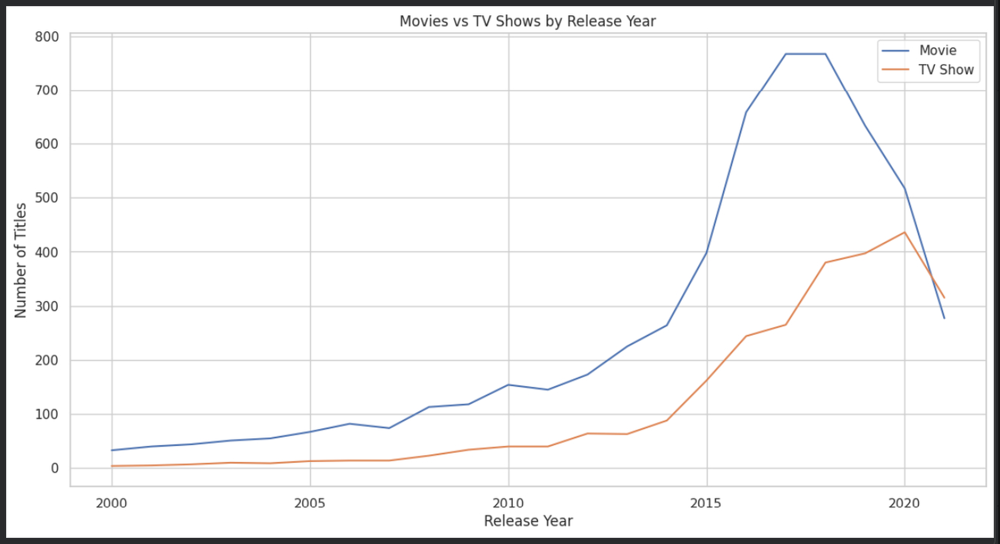 Movies vs TV Shows by Release Year
800
700
600
500
400
300
200
100
0
Number of Titles
Movie
TV Show
2000 2005 2010 2015 2020
Release Year